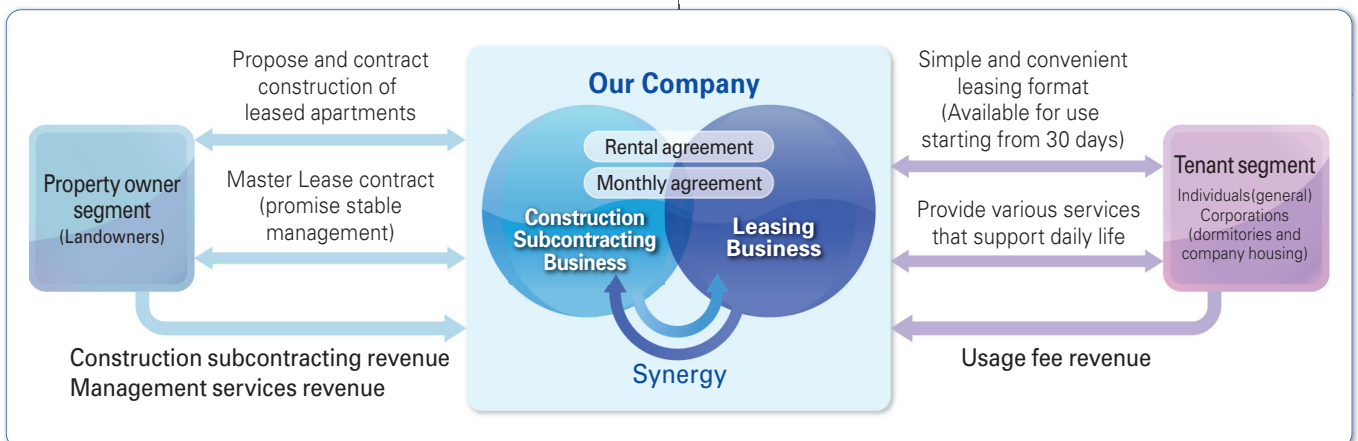 Propose and contract
construction of
leased apartments
Property owner
segment
(Landowners)
Master Lease contract
(promise stable
management)
Construction subcontracting revenue
Management services revenue
Our Company
Rental agreement
Monthly agreement
Construction
Subcontracting
Business
Leasing
Business
Synergy
Simple and convenient
leasing format
(Available for use
starting from 30 days)
Provide various services
that support daily life
Tenant segment
Individuals(general)
Corporations
(dormitories and
company housing)
Usage fee revenue